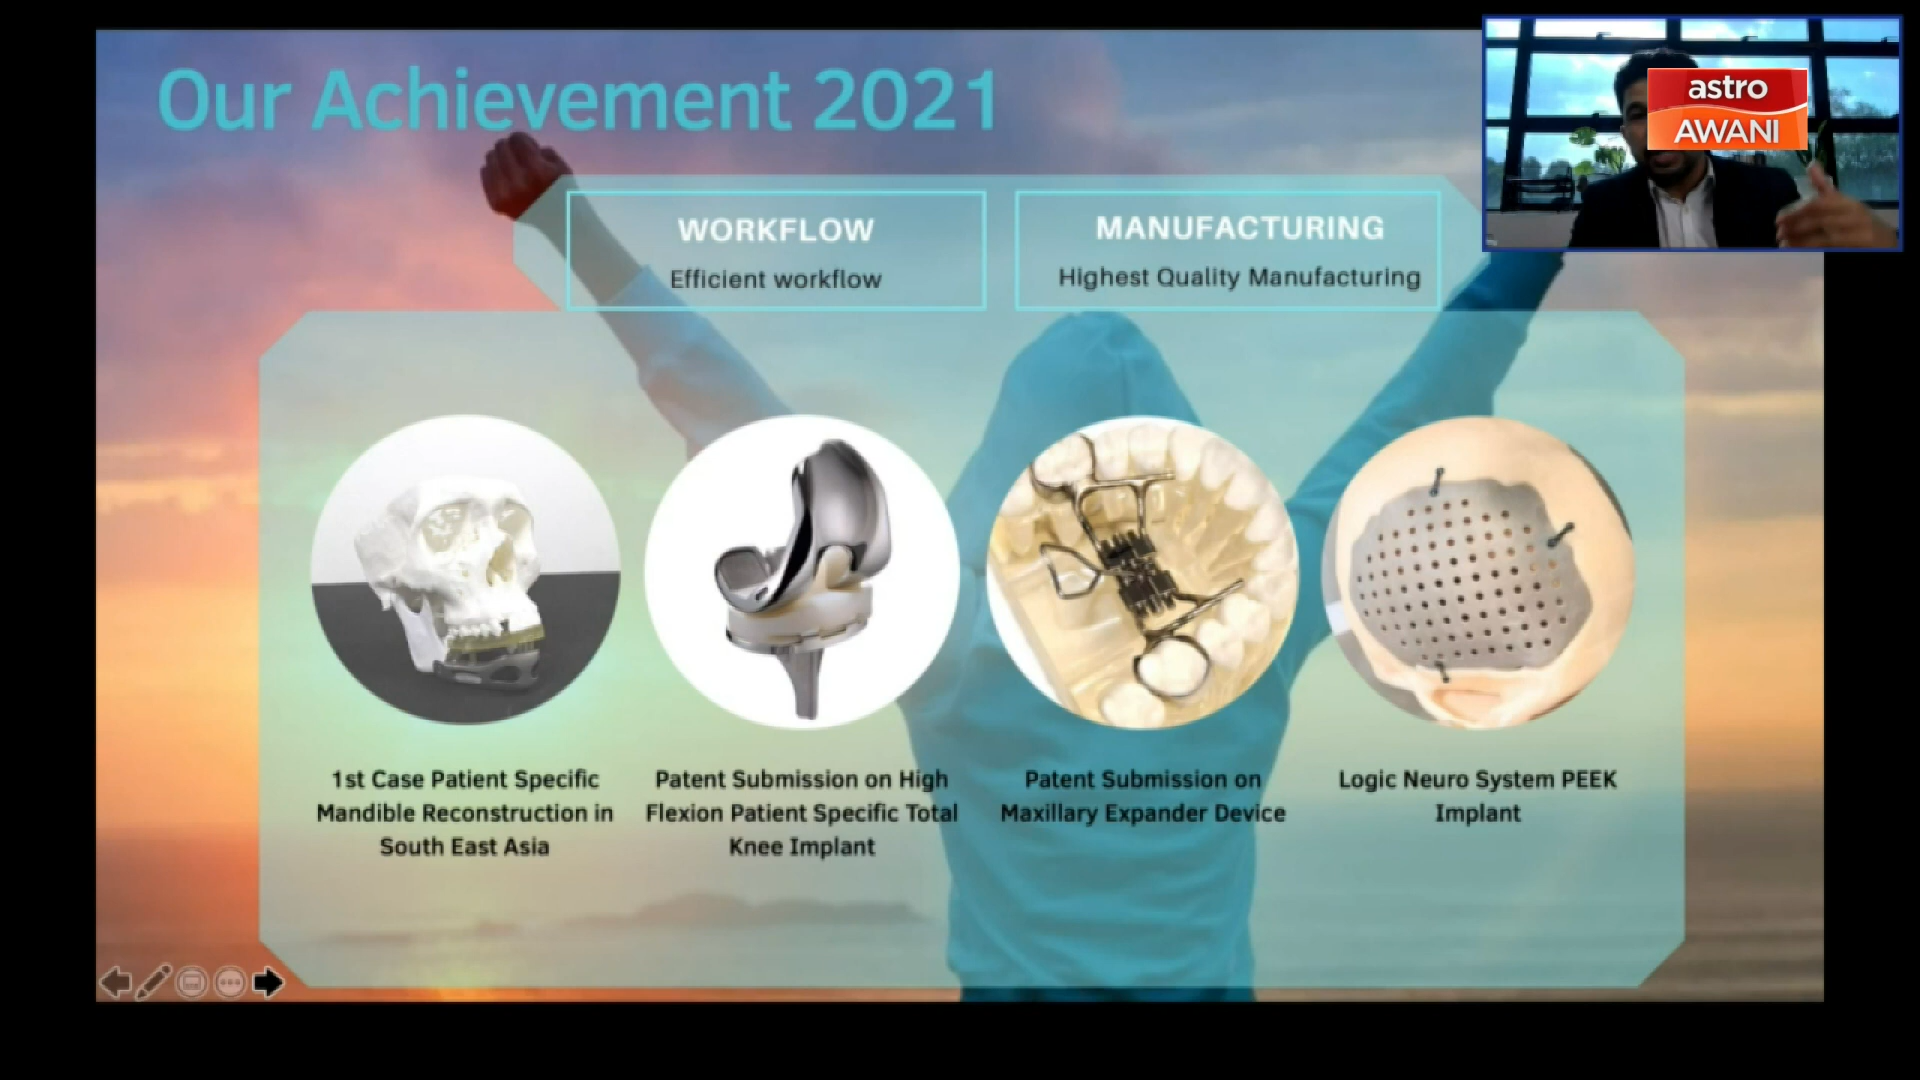 Our Achievement 2021
astro
AWANI
WORKFLOW
Efficient workflow
MANUFACTURING
Highest Quality Manufacturing
1st Case Patient Specific
Mandible Reconstruction in
South East Asia
Patent Submission on High
Flexion Patient Specific Total
Knee Implant
Patent Submission on
Maxillary Expander Device
Logic Neuro System PEEK
Implant